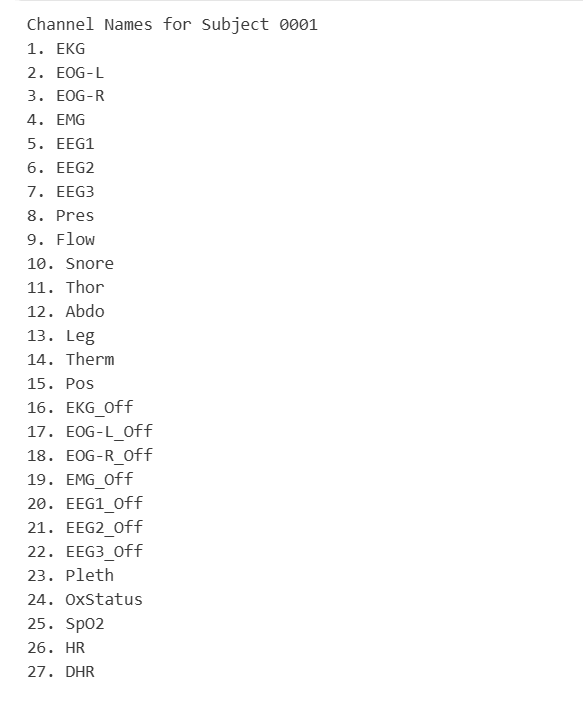 Channel Names for Subject 0001
1. EKG
2. EOG-L
3. EOG-R
4. EMG
5. EEG1
6. EEG2
7. EEG3
8. Pres
9. Flow
10. Snore
11. Thor
12. Abdo
13. Leg
14. Therm
15. Pos
16. EKG_Off
17. EOG-L_Off
18. EOG-R_Off
19. EMG_Off
20. EEG1_Off
21. EEG2_Off
22. EEG3_Off
23. Pleth
24. OxStatus
25. SpO2
26. HR
27. DHR